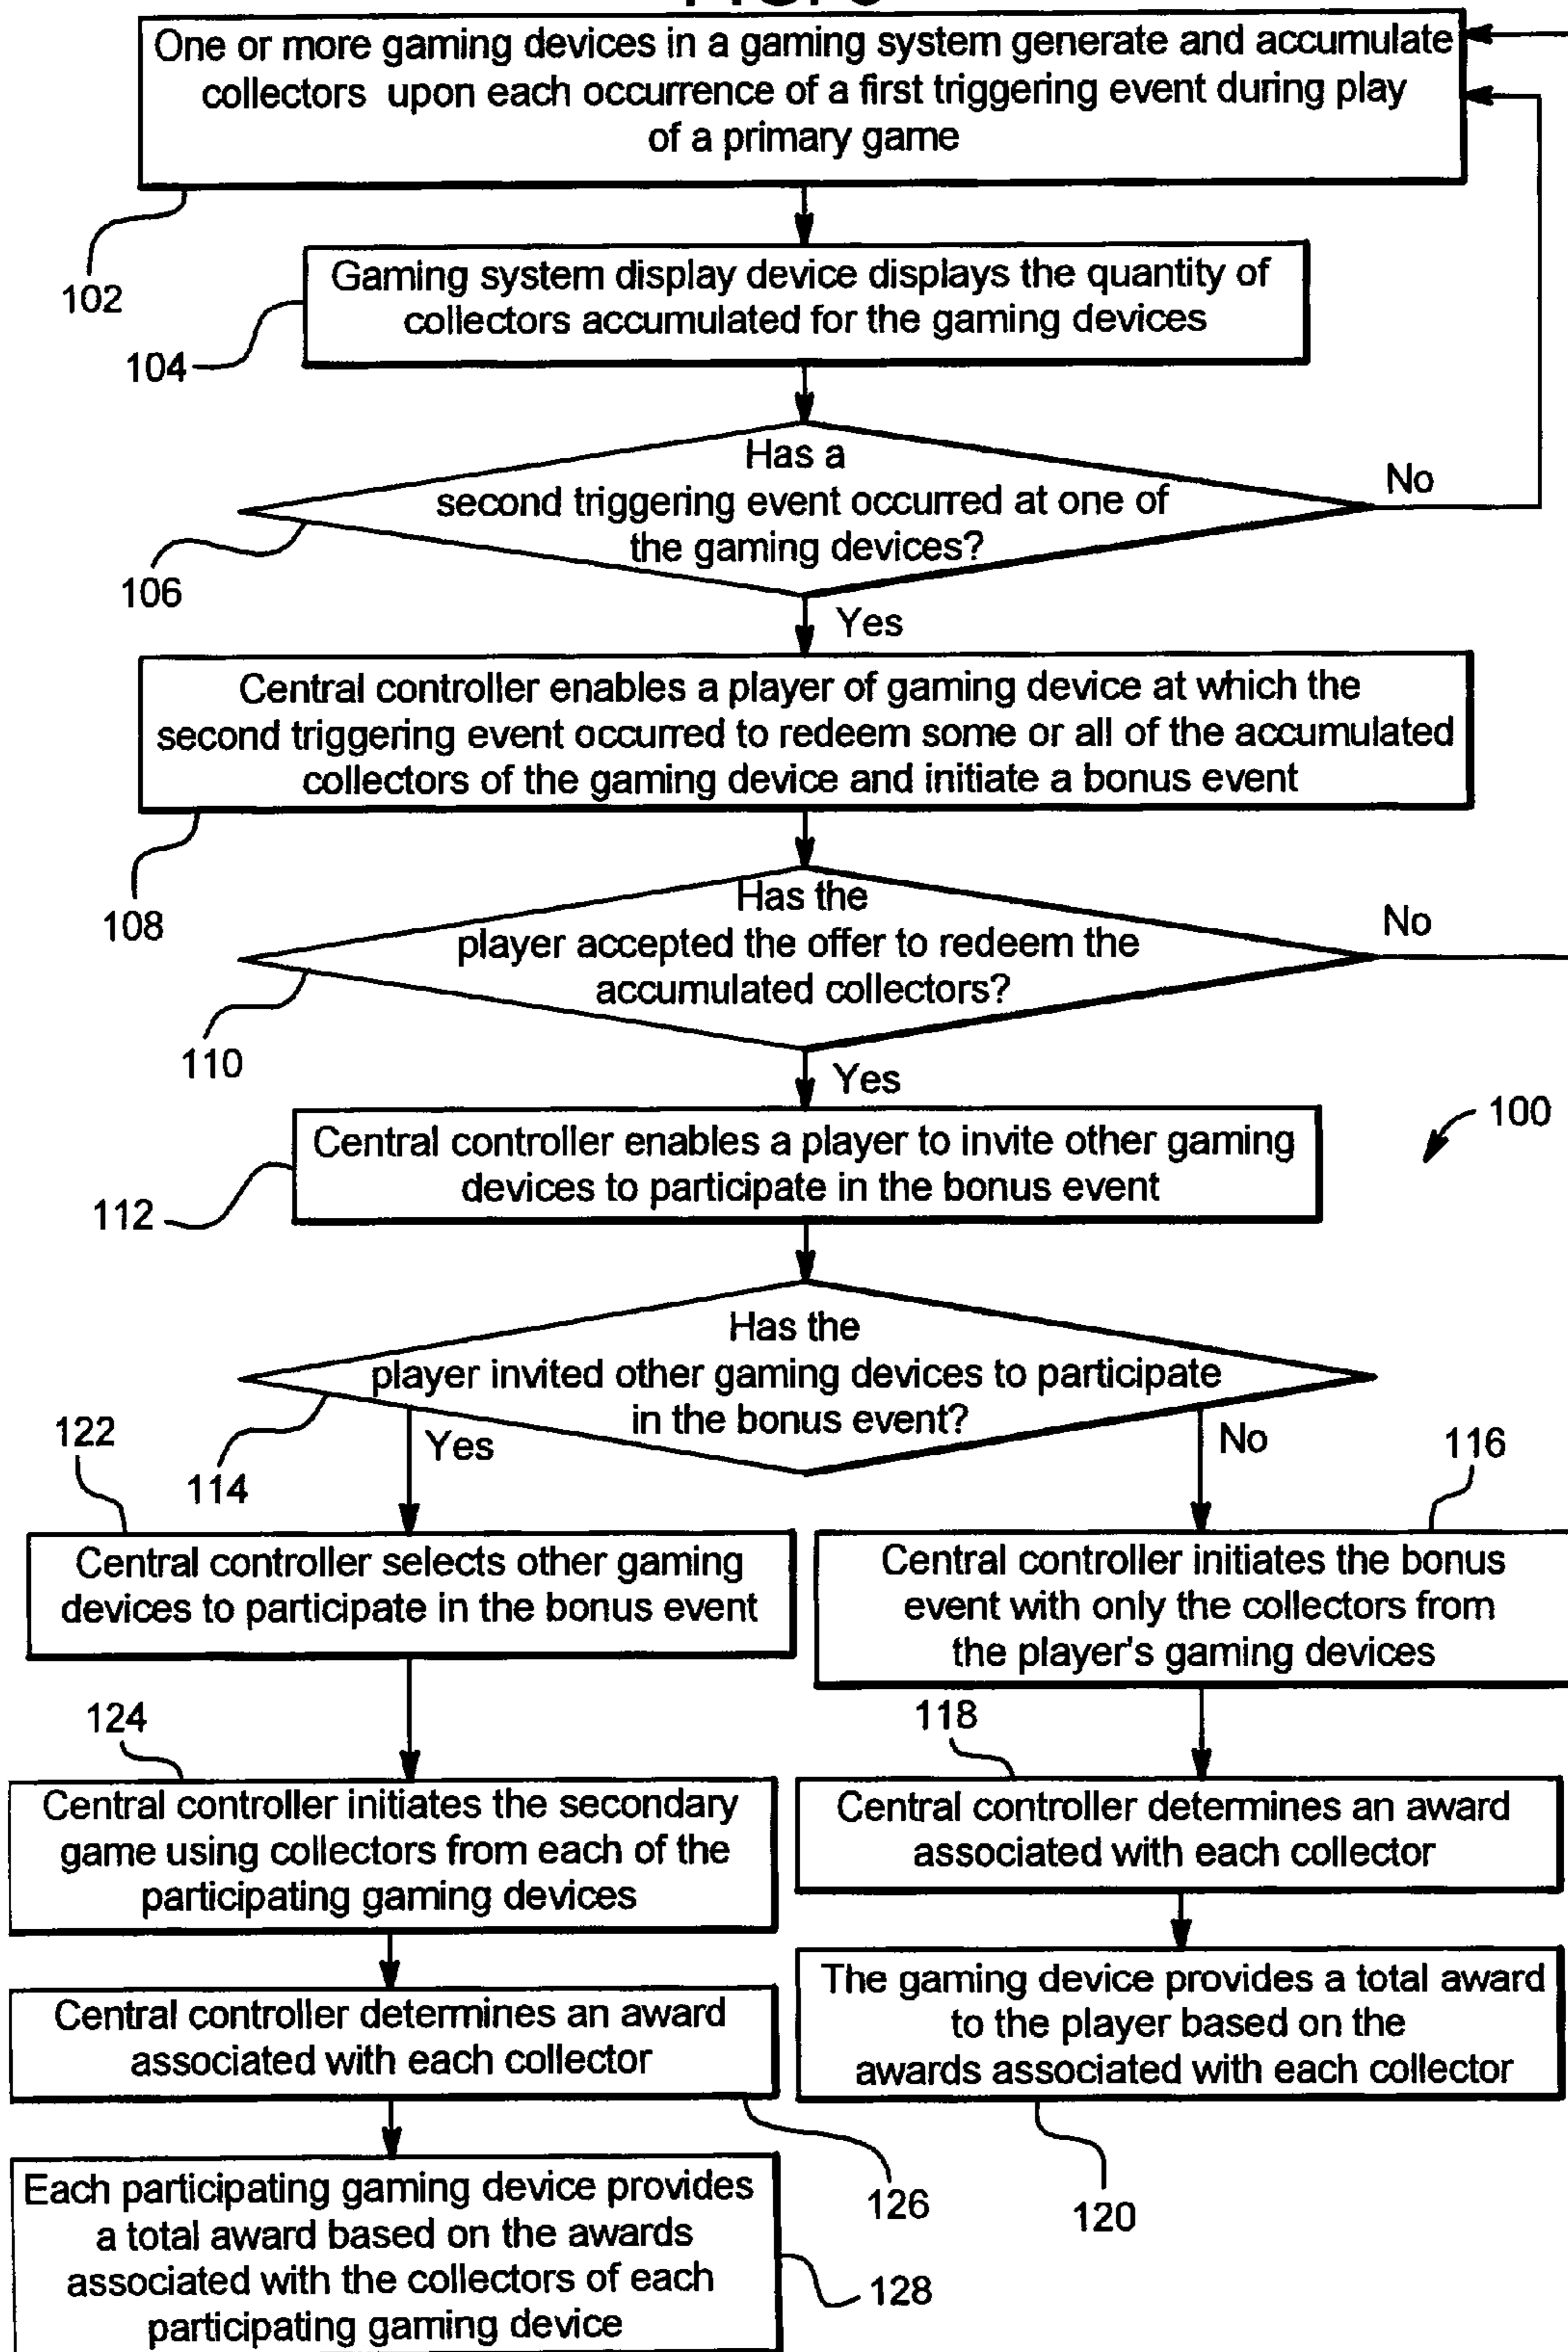 One or more gaming devices in a gaming system generate and accumulate
collectors upon each occurrence of a first triggering event during play
of a primary game
102
Gaming system display device displays the quantity of
collectors accumulated for the gaming devices
104
Has a
second triggering event occurred at one of
the gaming devices?
No
106
Yes
Central controller enables a player of gaming device at which the
second triggering event occurred to redeem some or all of the accumulated
collectors of the gaming device and initiate a bonus event
108
Has the
player accepted the offer to redeem the
accumulated collectors?
No
110
Yes
100
Central controller enables a player to invite other gaming
devices to participate in the bonus event
112
Has the
player invited other gaming devices to participate
in the bonus event?
114
Yes
No
122
116
Central controller selects other gaming
devices to participate in the bonus event
Central controller initiates the bonus
event with only the collectors from
the player's gaming devices
124
118
Central controller initiates the secondary
game using collectors from each of the
participating gaming devices
Central controller determines an award
associated with each collector
Central controller determines an award
associated with each collector
126
The gaming device provides a total award
to the player based on the
awards associated with each collector
120
Each participating gaming device provides
a total award based on the awards
associated with the collectors of each
participating gaming device
128